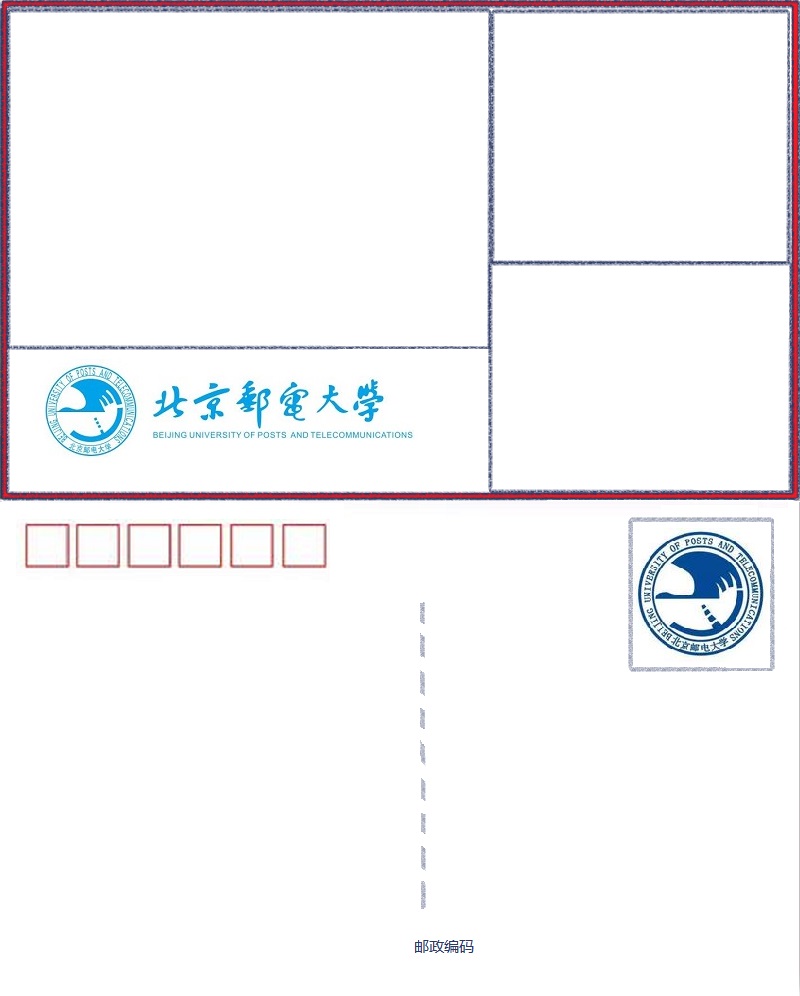 BEIJING UNIVERSITY OF POSTS AND TELECOMMUNICATIONS
北京邮电大学
北京郵電大學
BEIJING UNIVERSITY OF POSTS AND TELECOMMUNICATIONS
BEIJING UNIVERSITY OF POSTS AND TELECOMMUNICATIONS
北京邮电大学
邮政编码